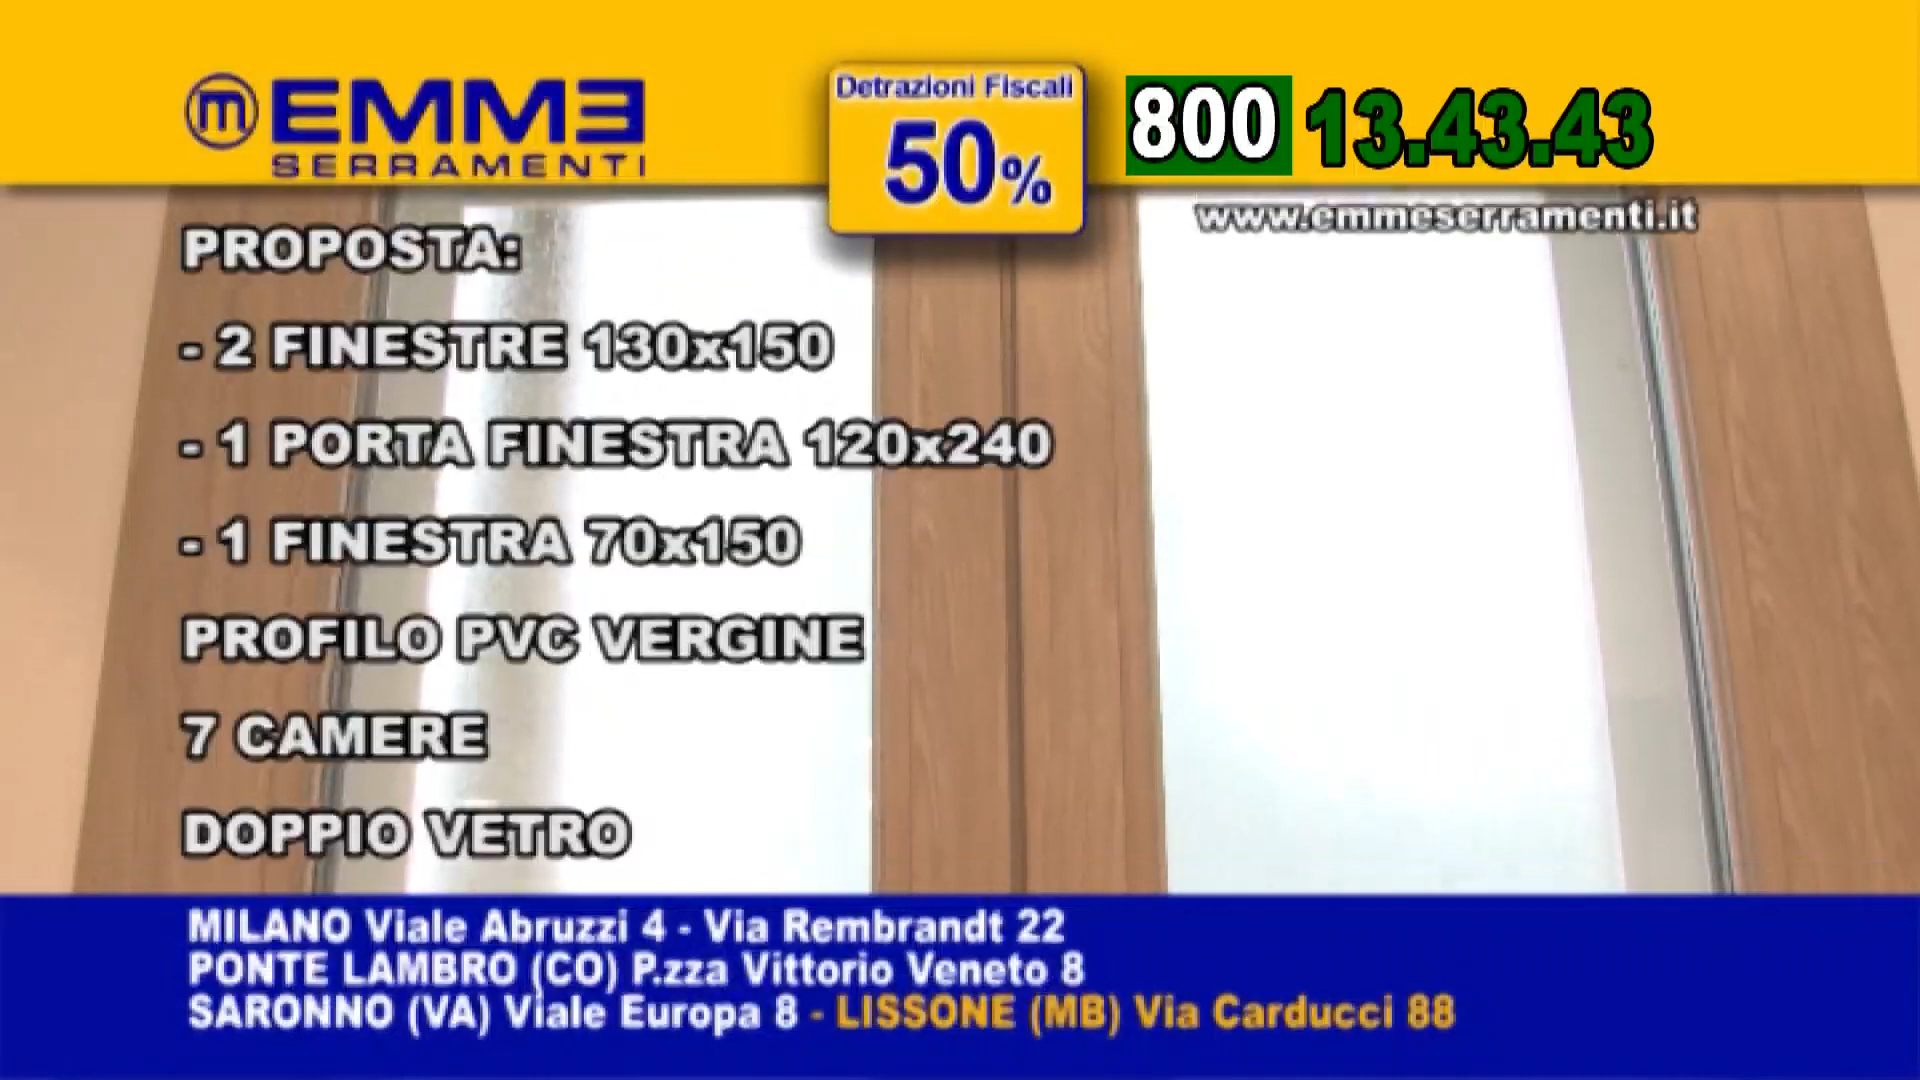 EMME
SERRAMENTI
Detrazioni Fiscali
50%
800 13.43.43
www.emmeserramenti.it
PROPOSTA:
- 2 FINESTRE 130x150
- 1 PORTA FINESTRA 120x240
- 1 FINESTRA 70x150
PROFILO PVC VERGINE
7 CAMERE
DOPPIO VETRO
MILANO Viale Abruzzi 4 - Via Rembrandt 22
PONTE LAMBRO (CO) P.zza Vittorio Veneto 8
SARONNO (VA) Viale Europa 8 - LISSONE (MB) Via Carducci 88